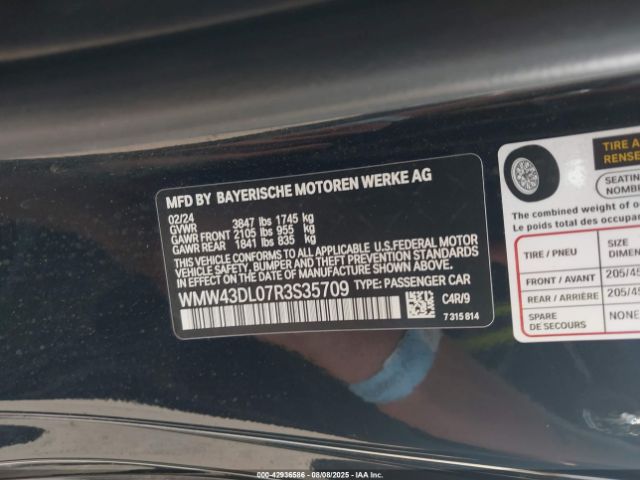 MFD BY BAYERISCHE MOTOREN WERKE AG
02/24
GVWR 3847 lbs 1745 kg
GAWR FRONT 2105 lbs 955 kg
GAWR REAR 1841 lbs 835 kg
THIS VEHICLE CONFORMS TO ALL APPLICABLE U.S.FEDERAL MOTOR
VEHICLE SAFETY, BUMPER, AND THEFT PREVENTION STANDARDS
IN EFFECT ON THE DATE OF MANUFACTURE SHOWN ABOVE.
WMW43DL07R3S35709 TYPE: PASSENGER CAR
C4R/9
7 315 814
TIRE A
RENSE
SEATING
NOMBR
The combined weight of oc
Le poids total des occupa
TIRE / PNEU SIZE
DIMEN
FRONT / AVANT 205/45
REAR / ARRIÈRE 205/45
SPARE
DE SECOURS NONE
© IAA - 42936586 - 08/08/2025 - IAAI.com